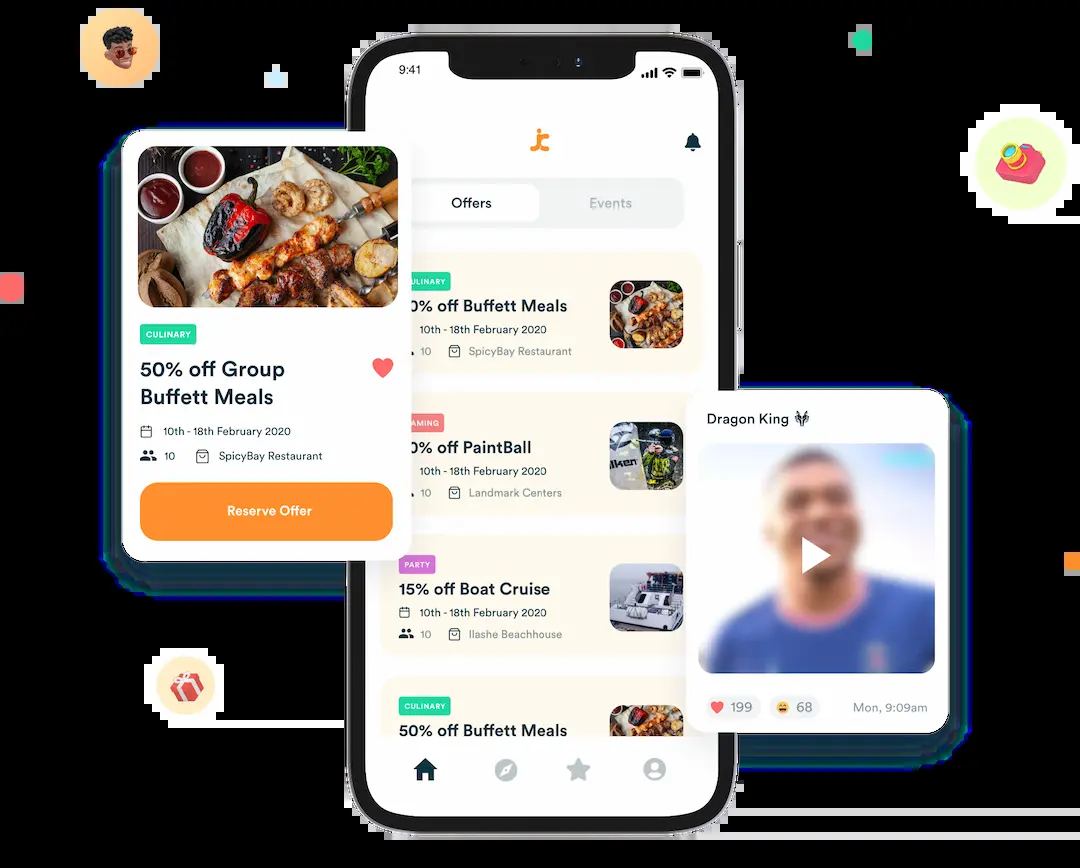 9:41
Offers
Events
CULINARY
50% off Group
Buffett Meals
10th - 18th February 2020
10
SpicyBay Restaurant
Reserve Offer
ULINARY
0% off Buffett Meals
10th - 18th February 2020
10
SpicyBay Restaurant
AMING
0% off PaintBall
10th - 18th February 2020
10
Landmark Centers
PARTY
15% off Boat Cruise
10th - 18th February 2020
10
Ilashe Beachhouse
CULINARY
50% off Buffett Meals
Dragon King
199
68
Mon, 9:09am